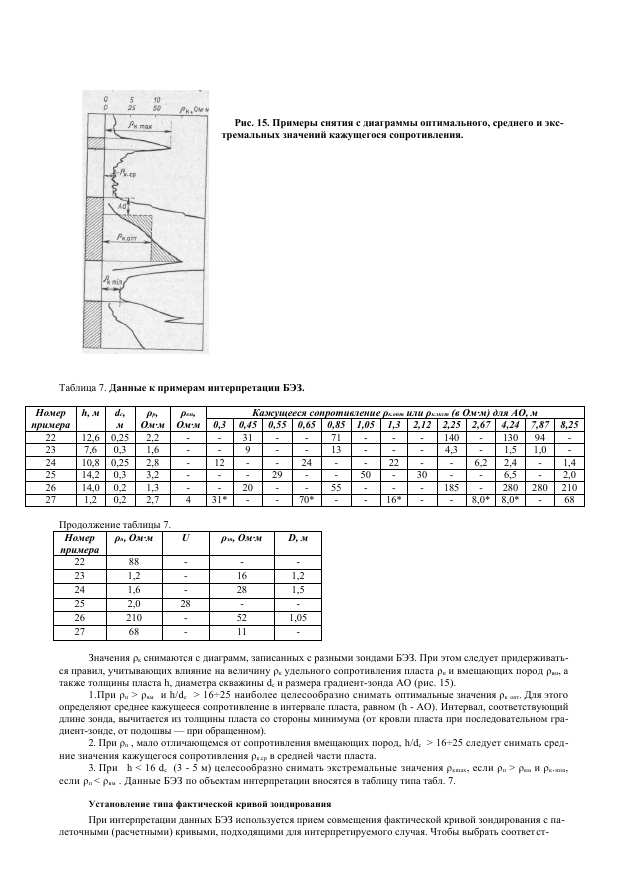 0 5 10
0 25 50 ρк, Ом·м
ρк max
ρк.ср
АО
ρк.опт
ρк min
Рис. 15. Примеры снятия с диаграммы оптимального, среднего и экс-
тремальных значений кажущегося сопротивления.
Таблица 7. Данные к примерам интерпретации БЭЗ.
Номер примера | h, м | dс, м | ρр, Ом·м | ρвм, Ом·м | Кажущееся сопротивление ρк.опт или ρк.экст (в Ом·м) для АО, м
0,3 | 0,45 | 0,55 | 0,65 | 0,85 | 1,05 | 1,3 | 2,12 | 2,25 | 2,67 | 4,24 | 7,87 | 8,25
22 | 12,6 | 0,25 | 2,2 | - | - | 31 | - | - | 71 | - | - | - | 140 | - | 130 | 94 | -
23 | 7,6 | 0,3 | 1,6 | - | - | 9 | - | - | 13 | - | - | - | 4,3 | - | 1,5 | 1,0 | -
24 | 10,8 | 0,25 | 2,8 | - | 12 | - | - | 24 | - | - | 22 | - | - | 6,2 | 2,4 | - | 1,4
25 | 14,2 | 0,3 | 3,2 | - | - | - | 29 | - | - | 50 | - | 30 | - | - | 6,5 | - | 2,0
26 | 14,0 | 0,2 | 1,3 | - | - | 20 | - | - | 55 | - | - | - | 185 | - | 280 | 280 | 210
27 | 1,2 | 0,2 | 2,7 | 4 | 31* | - | - | 70* | - | - | 16* | - | - | 8,0* | 8,0* | - | 68
Продолжение таблицы 7.
Номер примера | ρп, Ом·м | U | ρзп, Ом·м | D, м
22 | 88 | - | - | -
23 | 1,2 | - | 16 | 1,2
24 | 1,6 | - | 28 | 1,5
25 | 2,0 | 28 | - | -
26 | 210 | - | 52 | 1,05
27 | 68 | - | 11 | -
Значения ρк снимаются с диаграмм, записанных с разными зондами БЭЗ. При этом следует придерживать-
ся правил, учитывающих влияние на величину ρк удельного сопротивления пласта ρп и вмещающих пород ρвм, а
также толщины пласта h, диаметра скважины dс и размера градиент-зонда АО (рис. 15).
1.При ρп > ρвм и h/dс > 16÷25 наиболее целесообразно снимать оптимальные значения ρк опт. Для этого
определяют среднее кажущееся сопротивление в интервале пласта, равном (h - АО). Интервал, соответствующий
длине зонда, вычитается из толщины пласта со стороны минимума (от кровли пласта при последовательном гра-
диент-зонде, от подошвы — при обращенном).
2. При ρп , мало отличающемся от сопротивления вмещающих пород, h/dс > 16÷25 следует снимать сред-
ние значения кажущегося сопротивления ρк.ср в средней части пласта.
3. При h < 16 dс (3 - 5 м) целесообразно снимать экстремальные значения ρкmax, если ρп > ρвм и ρк·min,
если ρп < ρвм . Данные БЭЗ по объектам интерпретации вносятся в таблицу типа табл. 7.
Установление типа фактической кривой зондирования
При интерпретации данных БЭЗ используется прием совмещения фактической кривой зондирования с па-
леточными (расчетными) кривыми, подходящими для интерпретируемого случая. Чтобы выбрать соответст-